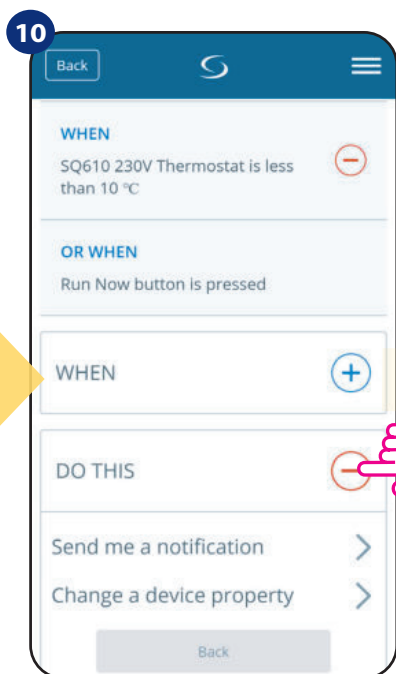 10
Back
WHEN
SQ610 230V Thermostat is less
than 10 °C
OR WHEN
Run Now button is pressed
WHEN
DO THIS
Send me a notification
Change a device property
Back